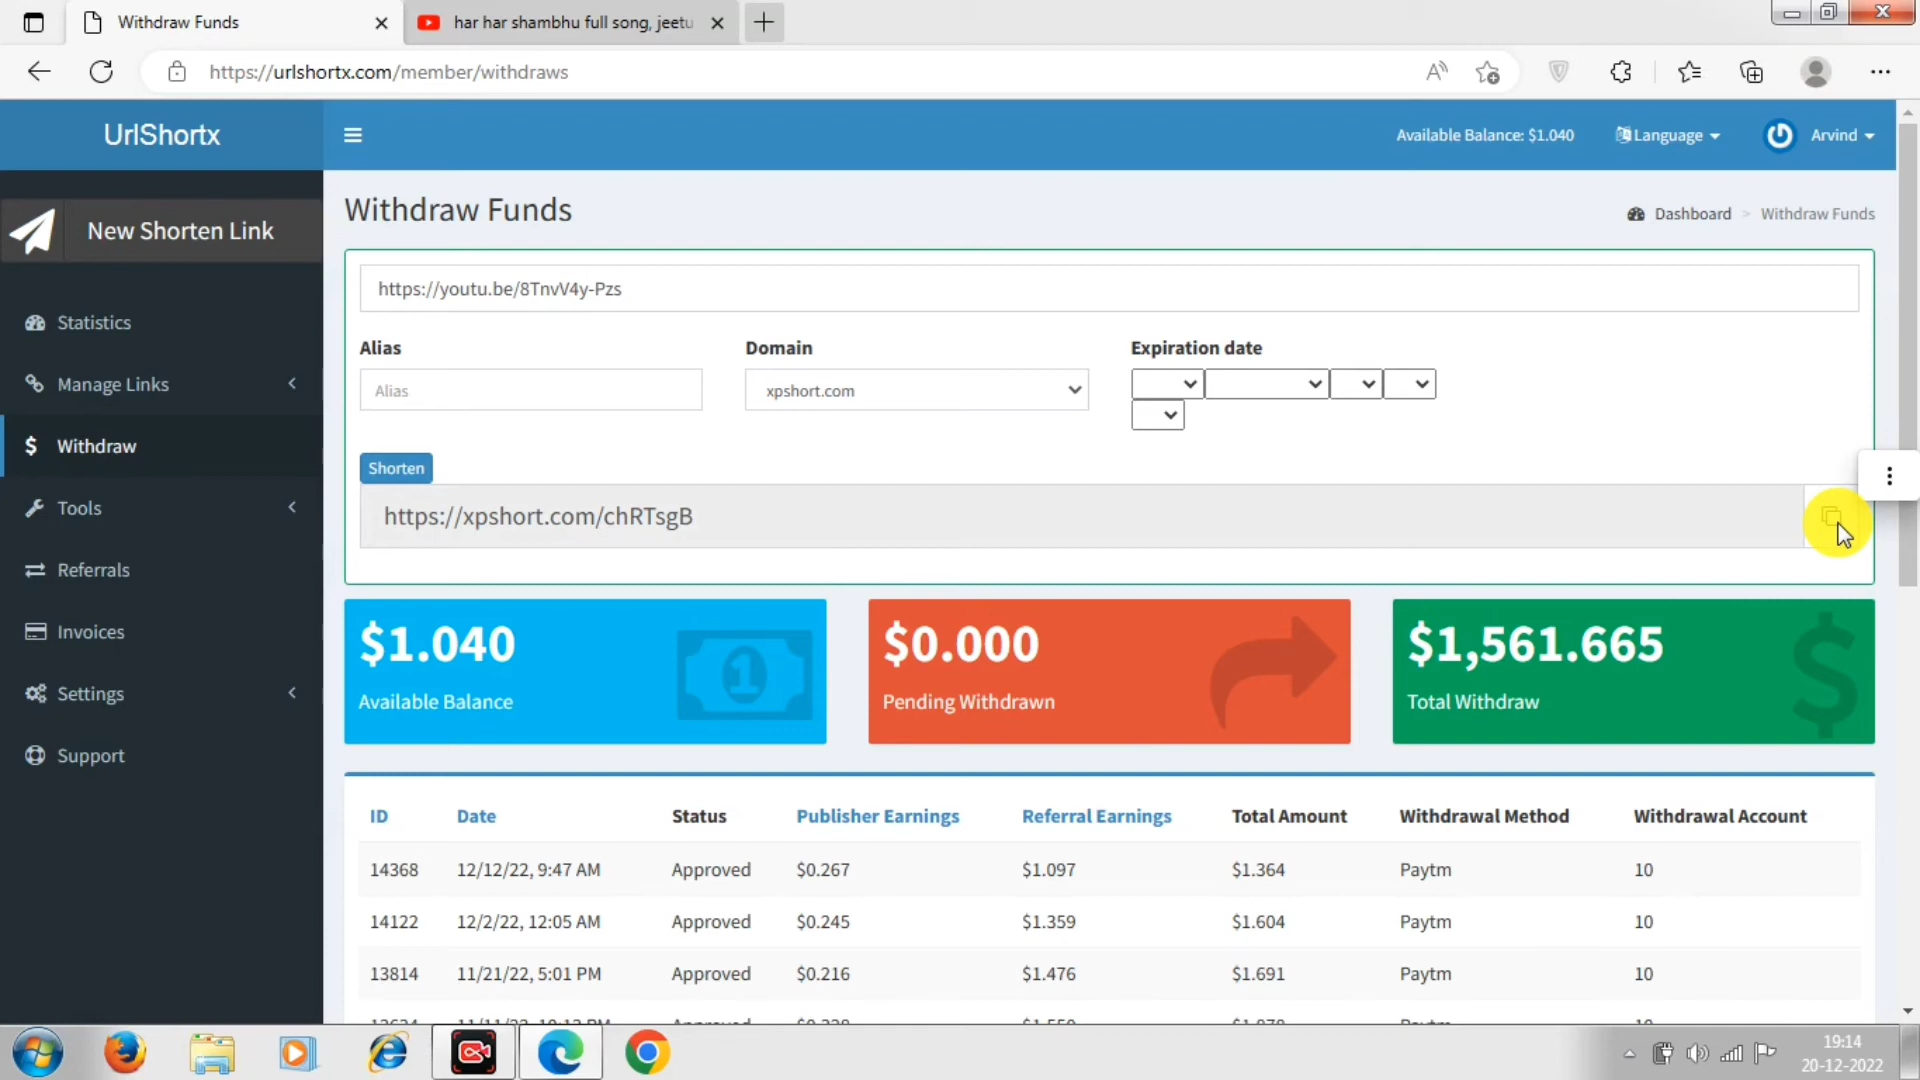 Withdraw Funds
har har shambhu full song, jeetu
https://urlshortx.com/member/withdraws
UrlShortx
Available Balance: $1.040
Language
Arvind
New Shorten Link
Withdraw Funds
Dashboard > Withdraw Funds
Statistics
Manage Links
Withdraw
Tools
Referrals
Invoices
Settings
Support
https://youtu.be/8TnvV4y-Pzs
Alias
Domain
Expiration date
Alias
xpshort.com
Shorten
https://xpshort.com/chRTsgB
$1.040
Available Balance
$0.000
Pending Withdrawn
$1,561.665
Total Withdraw
ID Date Status Publisher Earnings Referral Earnings Total Amount Withdrawal Method Withdrawal Account
14368 12/12/22, 9:47 AM Approved $0.267 $1.097 $1.364 Paytm 10
14122 12/2/22, 12:05 AM Approved $0.245 $1.359 $1.604 Paytm 10
13814 11/21/22, 5:01 PM Approved $0.216 $1.476 $1.691 Paytm 10
19:14
20-12-2022